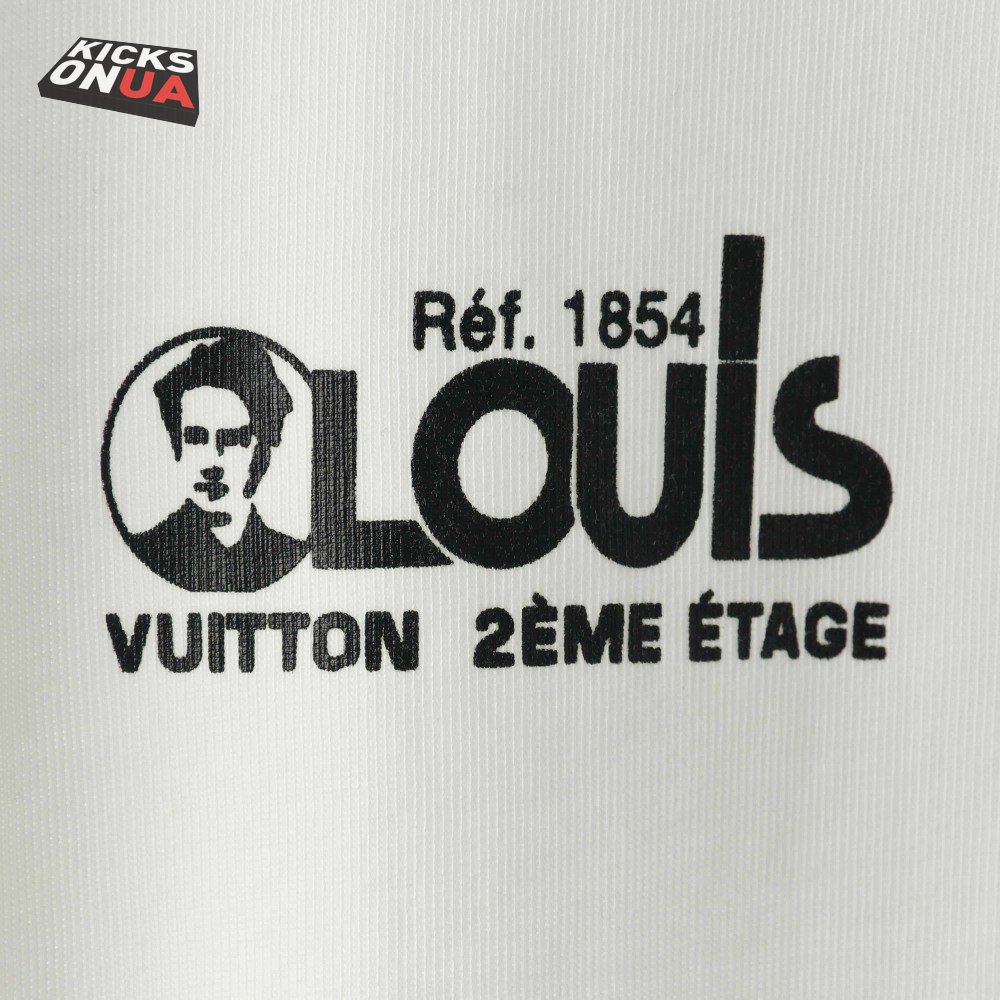 KICKS
ONUA
Réf. 1854
LOUIS
VUITTON 2ÈME ÉTAGE